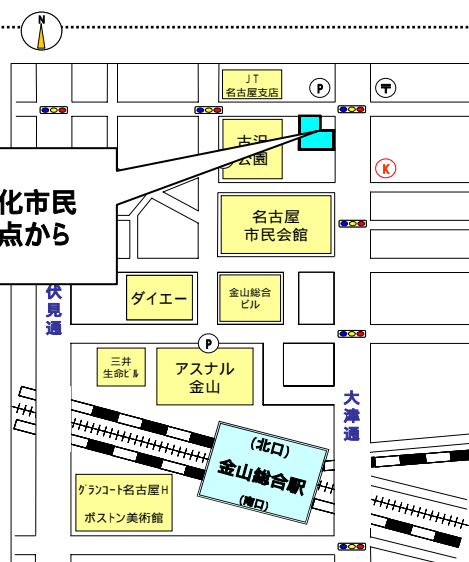 N
JT
名古屋支店
P
〒
古沢
公園
K
化市民
点から
名古屋
市民会館
伏見通
ダイエー
金山総合
ビル
P
三井
生命ビル
アスナル
金山
大津通
(北口)
金山総合駅
(南口)
グランコート名古屋H
ボストン美術館